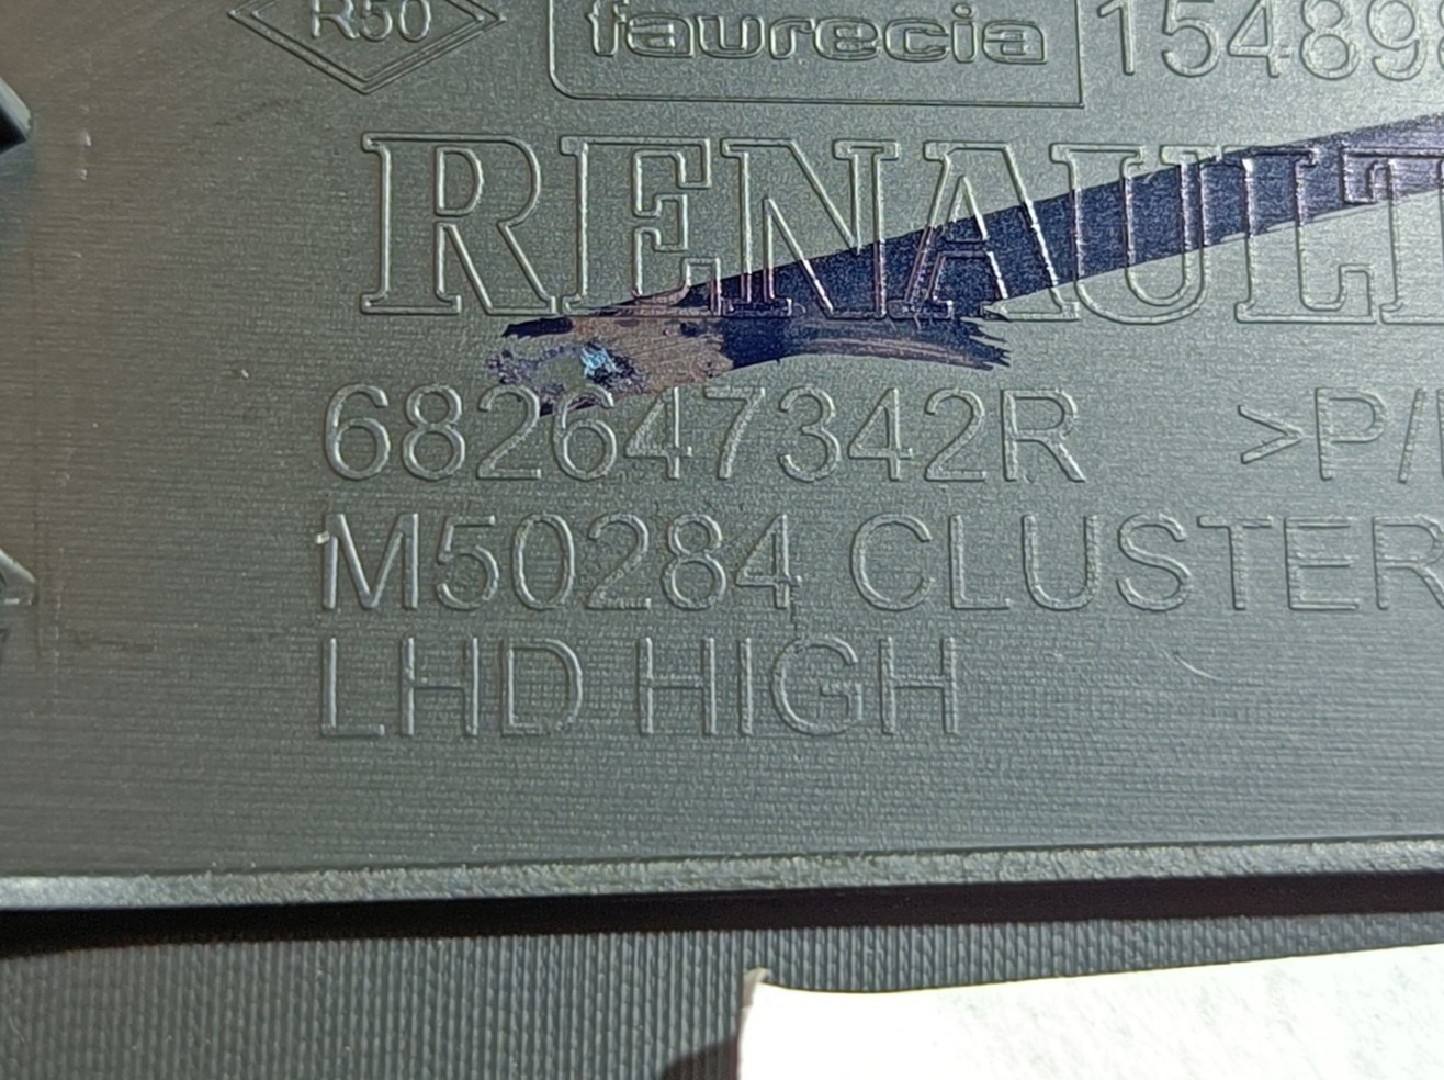 R50 faurecia 15489
RENAULT
682647342R >P/
M50284 CLUSTER
LHD HIGH